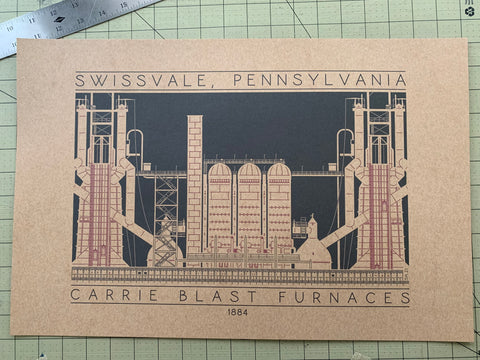 SWISSVALE, PENNSYLVANIA
CARRIE BLAST FURNACES
1884